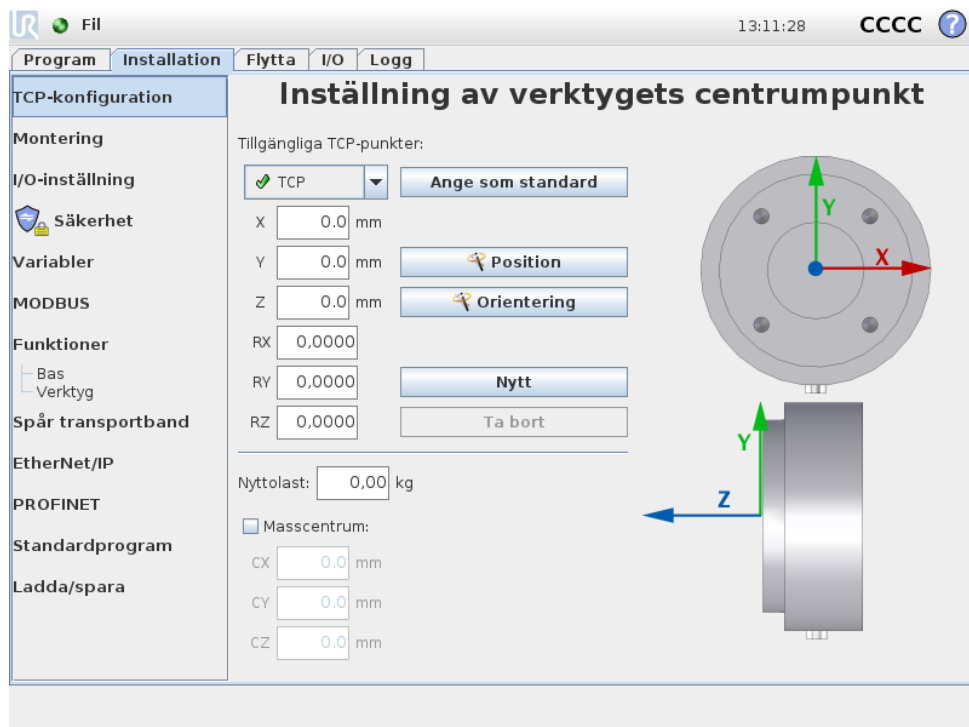 UR Fil 13:11:28 CCCC ?
Program Installation Flytta I/O Logg
TCP-konfiguration
Montering
I/O-inställning
Säkerhet
Variabler
MODBUS
Funktioner
Bas
Verktyg
Spår transportband
EtherNet/IP
PROFINET
Standardprogram
Ladda/spara
Inställning av verktygets centrumpunkt
Tillgängliga TCP-punkter:
TCP Ange som standard
X 0.0 mm
Y 0.0 mm Position
Z 0.0 mm Orientering
RX 0,0000
RY 0,0000 Nytt
RZ 0,0000 Ta bort
Nyttolast: 0,00 kg
Masscentrum:
CX 0.0 mm
CY 0.0 mm
CZ 0.0 mm
Y
X
Y
Z